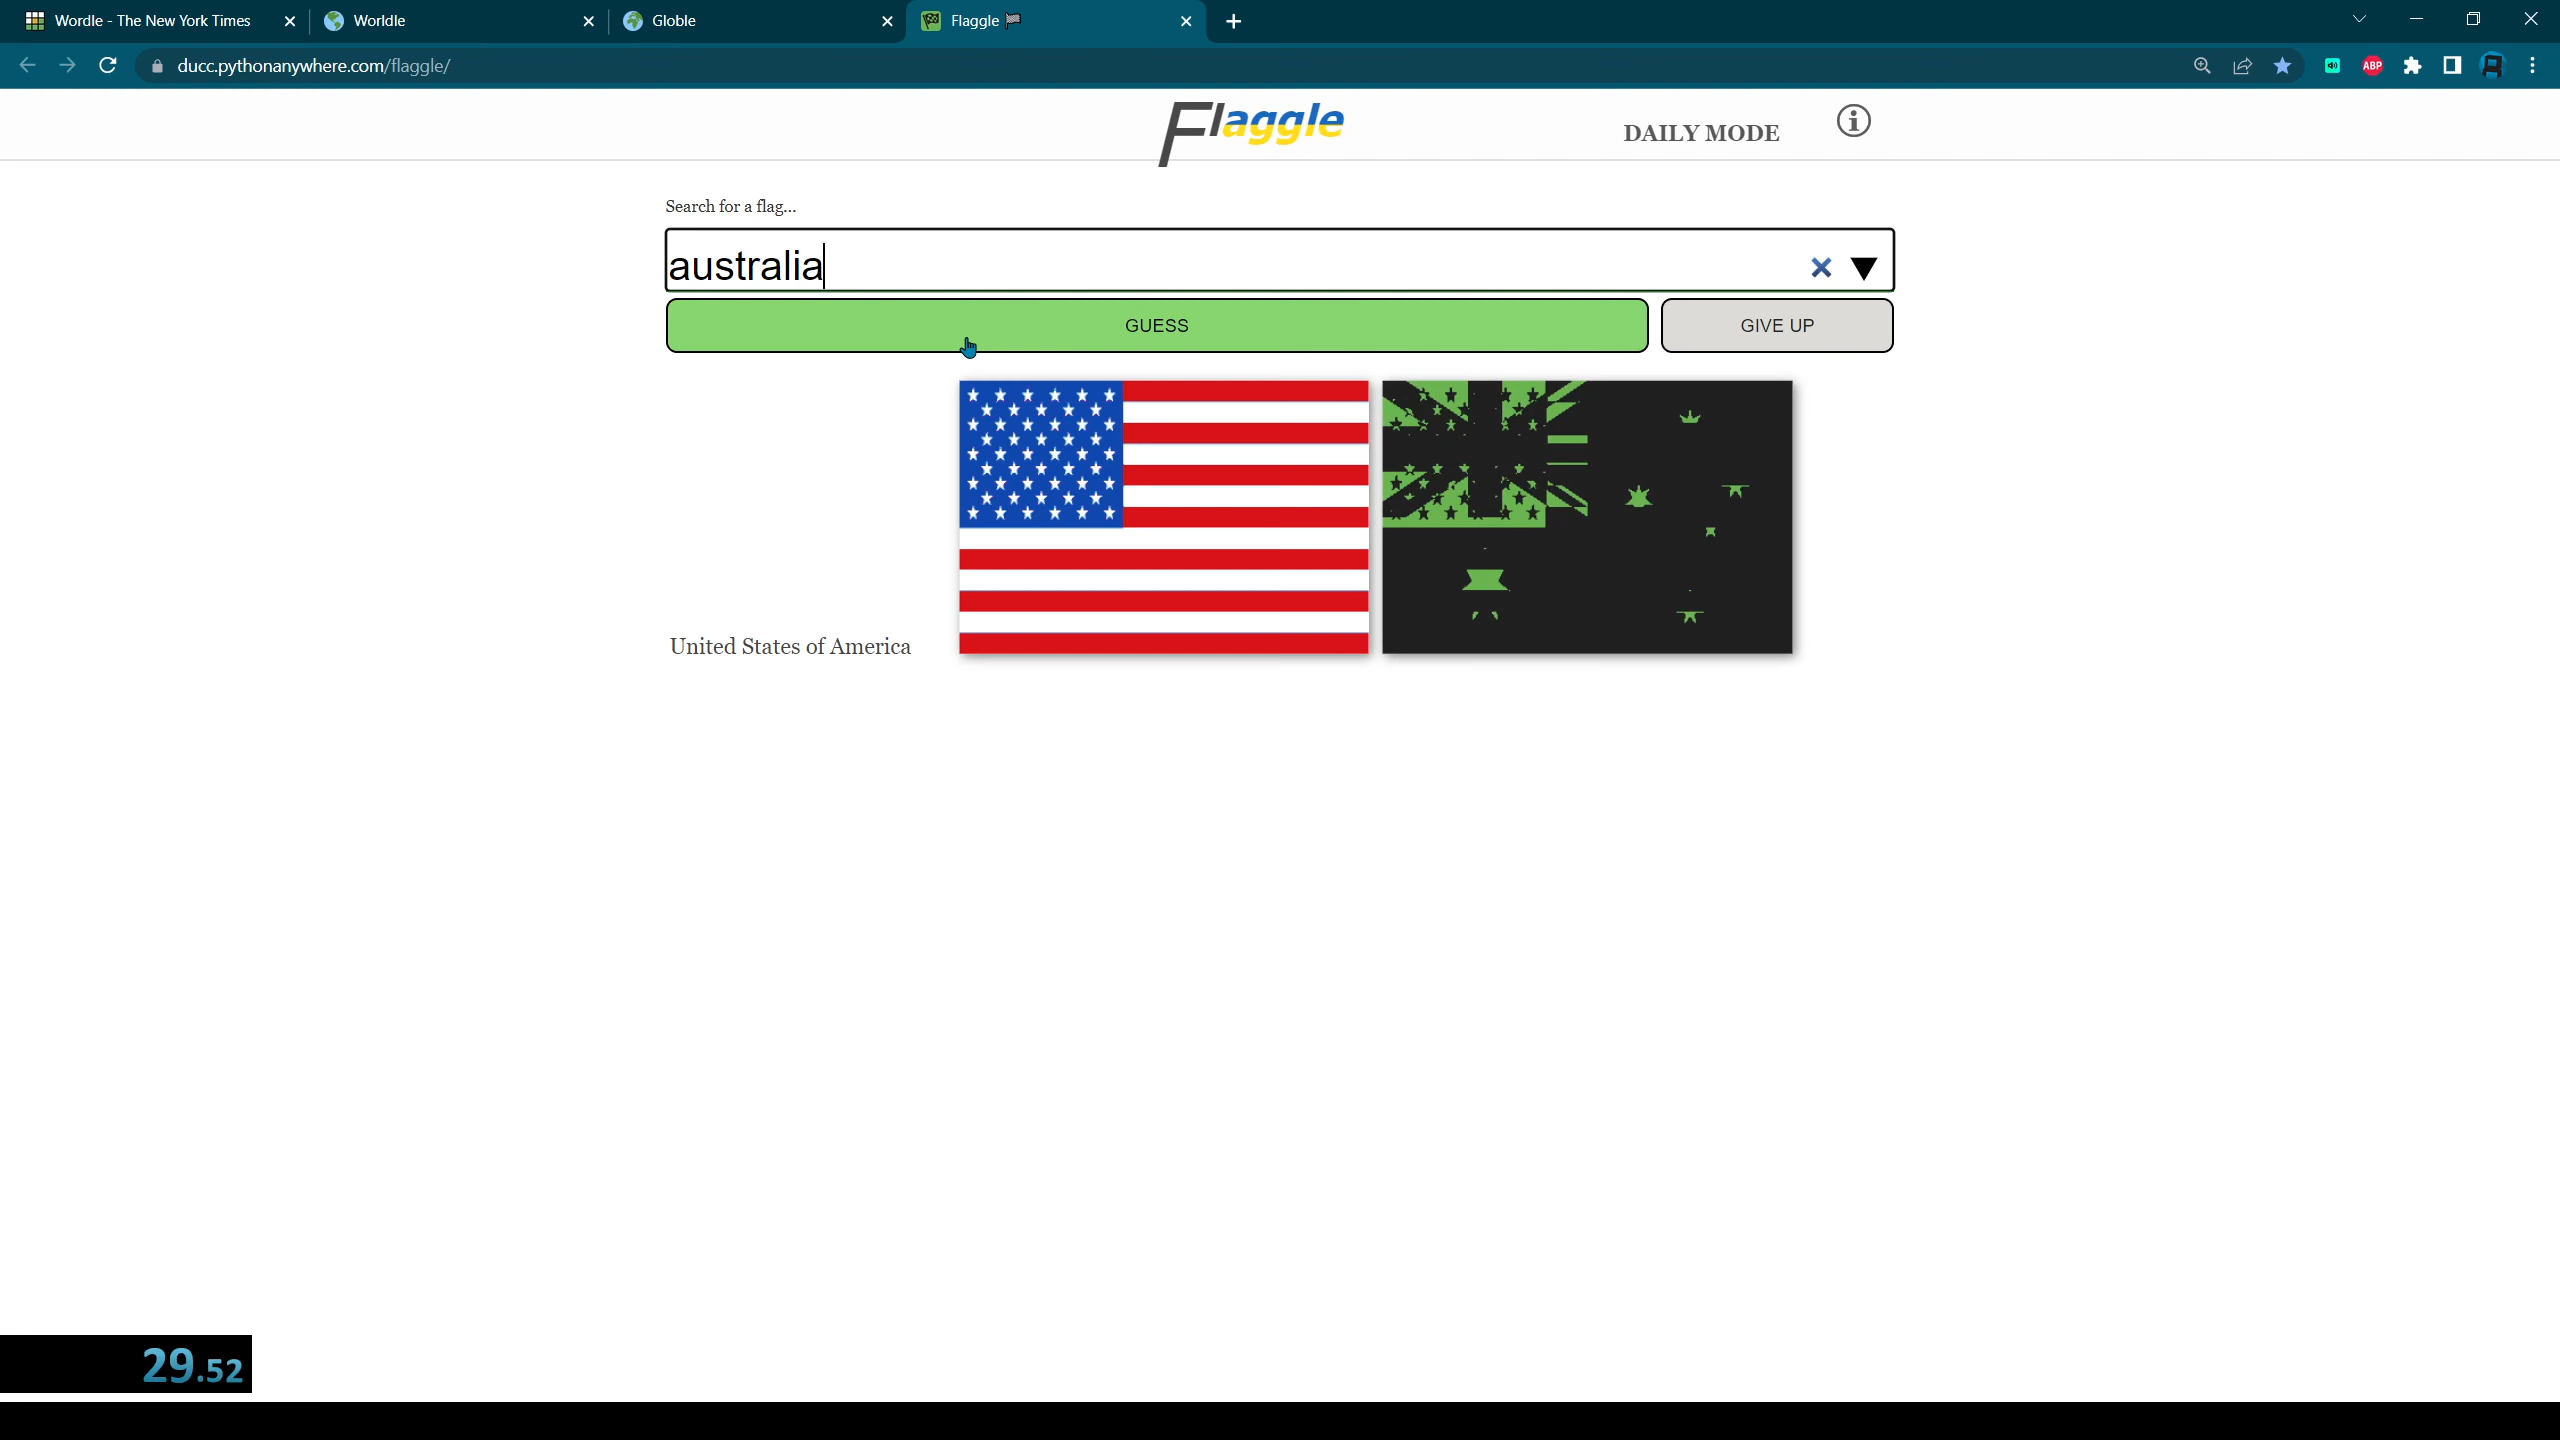 Wordle - The New York Times
Worldle
Globle
Flaggle
ducc.pythonanywhere.com/flaggle/
ABP
Flaggle
DAILY MODE
Search for a flag...
australia
GUESS
GIVE UP
United States of America
29.52